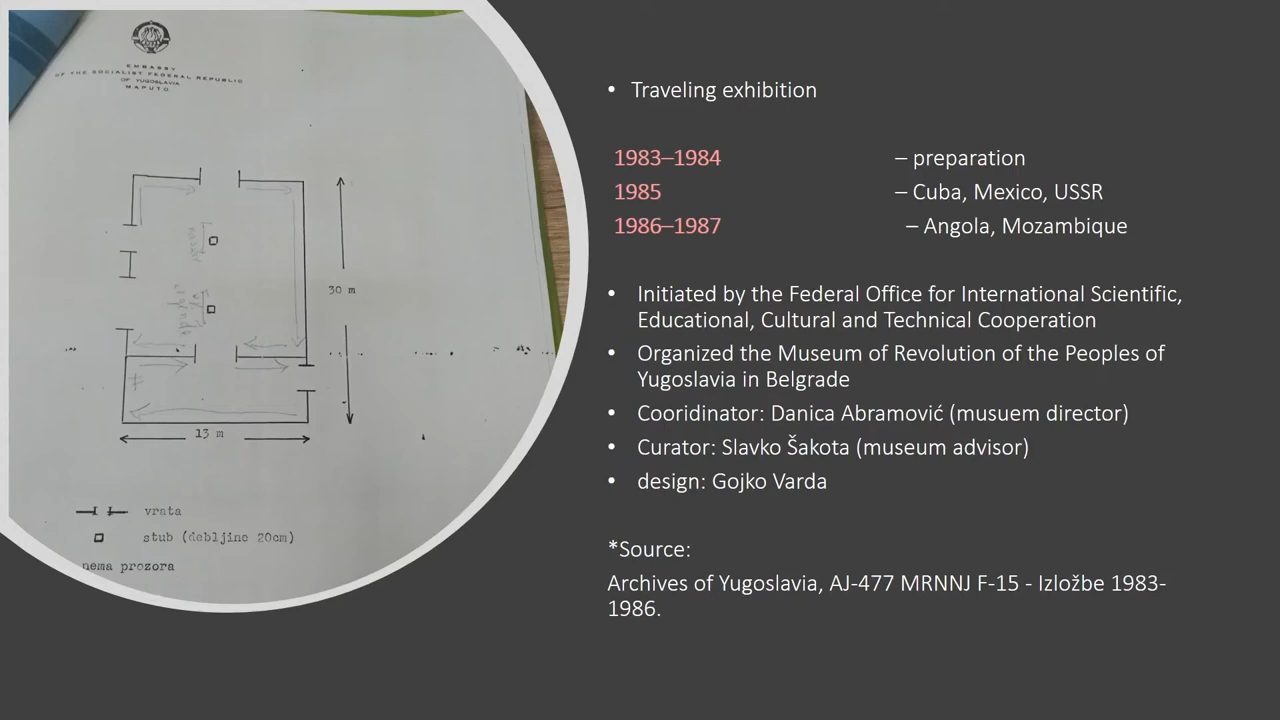 EMBASSY
OF THE SOCIALIST FEDERAL REPUBLIC
OF YUGOSLAVIA
MAPUTO
30 m
13 m
vrata
stub (debljine 20cm)
nema prozora
• Traveling exhibition
1983–1984 – preparation
1985 – Cuba, Mexico, USSR
1986–1987 – Angola, Mozambique
• Initiated by the Federal Office for International Scientific,
Educational, Cultural and Technical Cooperation
• Organized the Museum of Revolution of the Peoples of
Yugoslavia in Belgrade
• Cooridinator: Danica Abramović (musuem director)
• Curator: Slavko Šakota (museum advisor)
• design: Gojko Varda
*Source:
Archives of Yugoslavia, AJ-477 MRNNJ F-15 - Izložbe 1983-
1986.